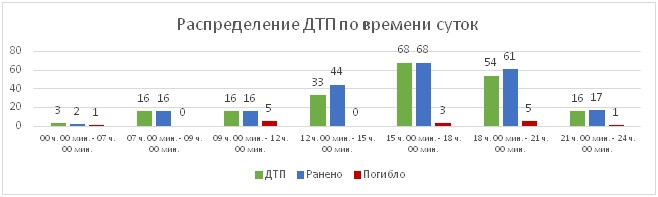 Распределение ДТП по времени суток
80
60
40
20
0
3 2 1
16 16 0
16 16 5
33 44 0
68 68 3
54 61 5
16 17 1
00 ч. 00 мин. - 07 ч.
00 мин.
07 ч. 00 мин. - 09 ч.
00 мин.
09 ч. 00 мин. - 12 ч.
00 мин.
12 ч. 00 мин. - 15 ч.
00 мин.
15 ч. 00 мин. - 18 ч.
00 мин.
18 ч. 00 мин. - 21 ч.
00 мин.
21 ч. 00 мин. - 24 ч.
00 мин.
ДТП Ранено Погибло